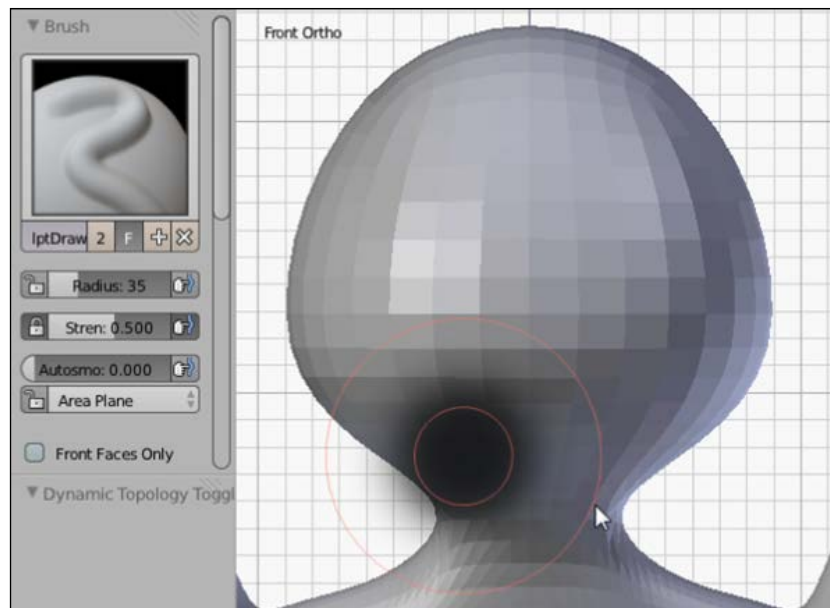 Brush
Front Ortho
lptDraw 2 F
Radius: 35
Stren: 0.500
Autosmo: 0.000
Area Plane
Front Faces Only
Dynamic Topology Toggl